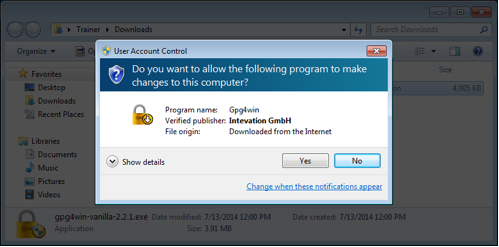 Trainer ▸ Downloads ▸
Search Downloads
Organize ▾
User Account Control
Do you want to allow the following program to make
changes to this computer?
Program name: Gpg4win
Verified publisher: Intevation GmbH
File origin: Downloaded from the Internet
Show details
Yes
No
Change when these notifications appear
Favorites
Desktop
Downloads
Recent Places
Libraries
Documents
Music
Pictures
Videos
Size
4,005 KB
gpg4win-vanilla-2.2.1.exe Date modified: 7/13/2014 12:00 PM Date created: 7/13/2014 12:00 PM
Application Size: 3.91 MB